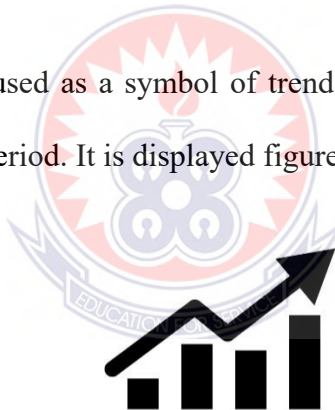 used as a symbol of trend
eriod. It is displayed figure
EDUCATION FOR SERVICE